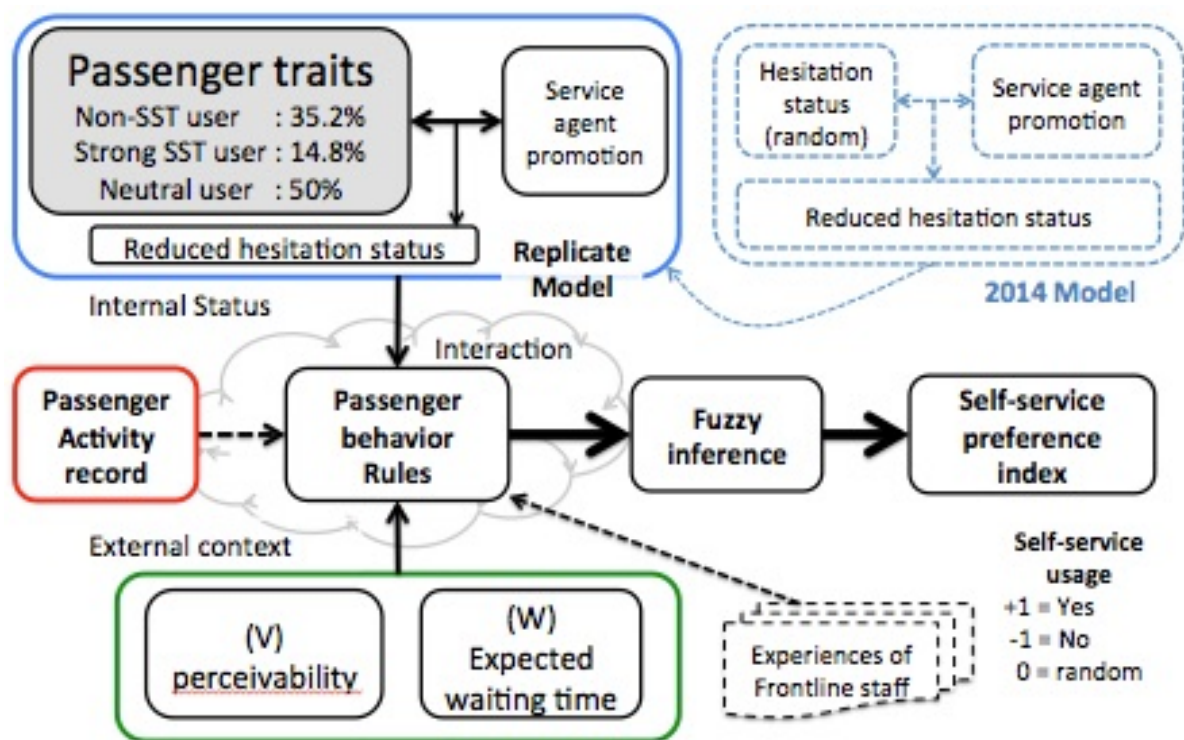 Passenger traits
Non-SST user : 35.2%
Strong SST user : 14.8%
Neutral user : 50%
Service
agent
promotion
Reduced hesitation status
Replicate
Model
Hesitation
status
(random)
Service agent
promotion
Reduced hesitation status
2014 Model
Internal Status
Interaction
Passenger
Activity
record
Passenger
behavior
Rules
Fuzzy
inference
Self-service
preference
index
External context
(V)
perceivability
(W)
Expected
waiting time
Experiences of
Frontline staff
Self-service
usage
+1 = Yes
-1 = No
0 = random